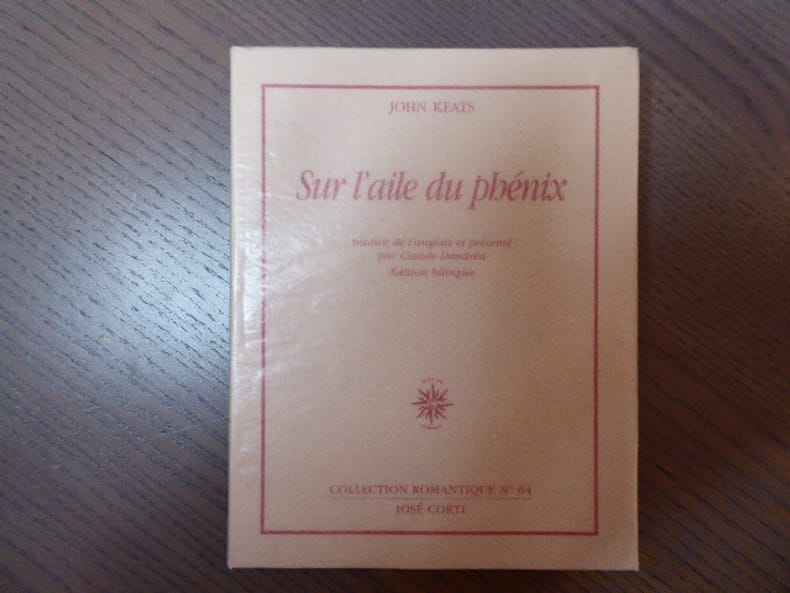 JOHN KEATS
Sur l'aile du phénix
traduit de l'anglais et présenté
par Claude Dandréa
Édition bilingue
COLLECTION ROMANTIQUE N° 64
JOSÉ CORTI